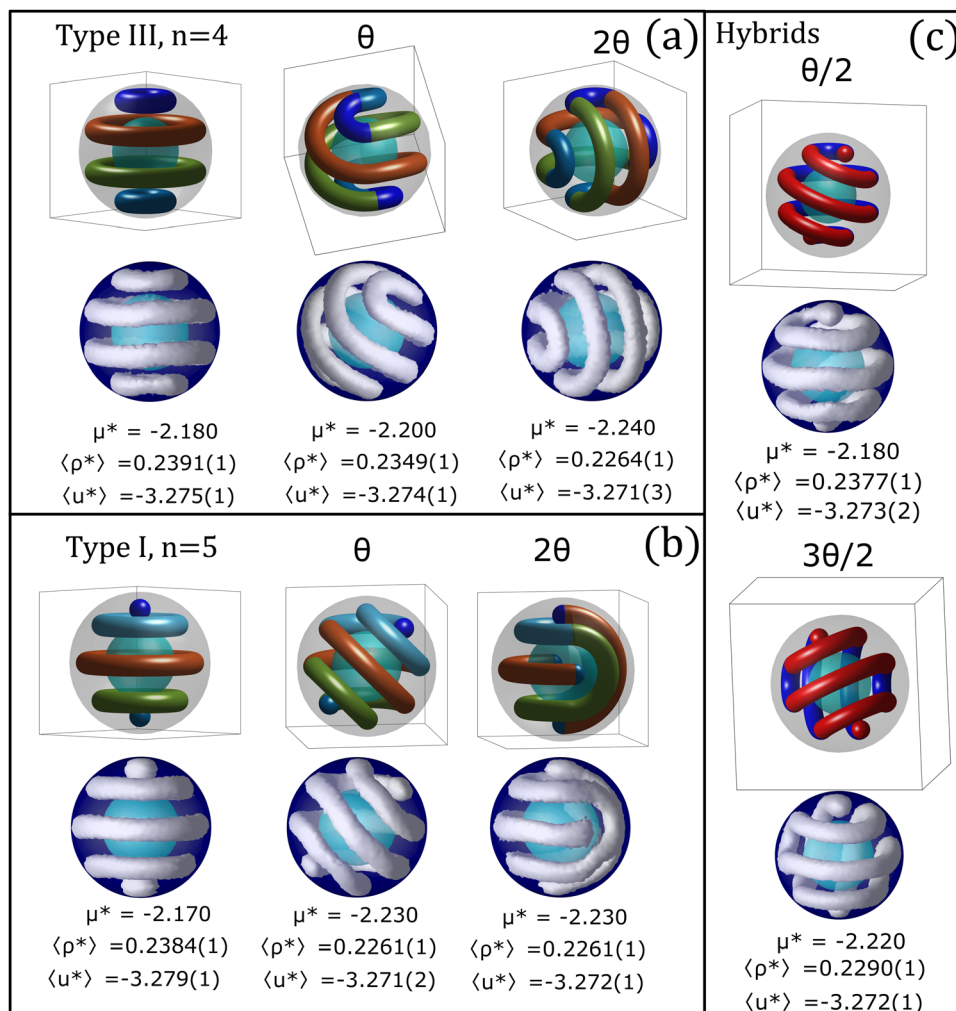 Type III, n=4
θ
2θ
(a)
μ* = -2.180
⟨ρ*⟩ =0.2391(1)
⟨u*⟩ =-3.275(1)
μ* = -2.200
⟨ρ*⟩ =0.2349(1)
⟨u*⟩ =-3.274(1)
μ* = -2.240
⟨ρ*⟩ =0.2264(1)
⟨u*⟩ =-3.271(3)
Type I, n=5
θ
2θ
(b)
μ* = -2.170
⟨ρ*⟩ =0.2384(1)
⟨u*⟩ =-3.279(1)
μ* = -2.230
⟨ρ*⟩ =0.2261(1)
⟨u*⟩ =-3.271(2)
μ* = -2.230
⟨ρ*⟩ =0.2261(1)
⟨u*⟩ =-3.272(1)
Hybrids
(c)
θ/2
μ* = -2.180
⟨ρ*⟩ =0.2377(1)
⟨u*⟩ =-3.273(2)
3θ/2
μ* = -2.220
⟨ρ*⟩ =0.2290(1)
⟨u*⟩ =-3.272(1)